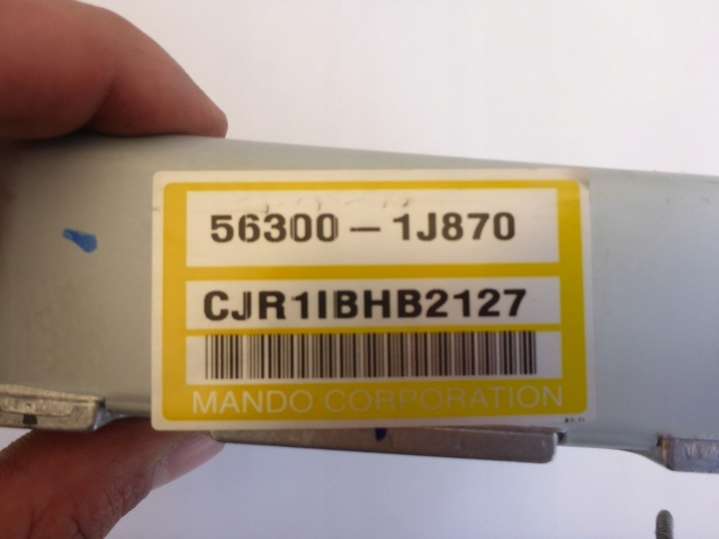 56300 - 1J870
CJR1IBHB2127
MANDO CORPORATION